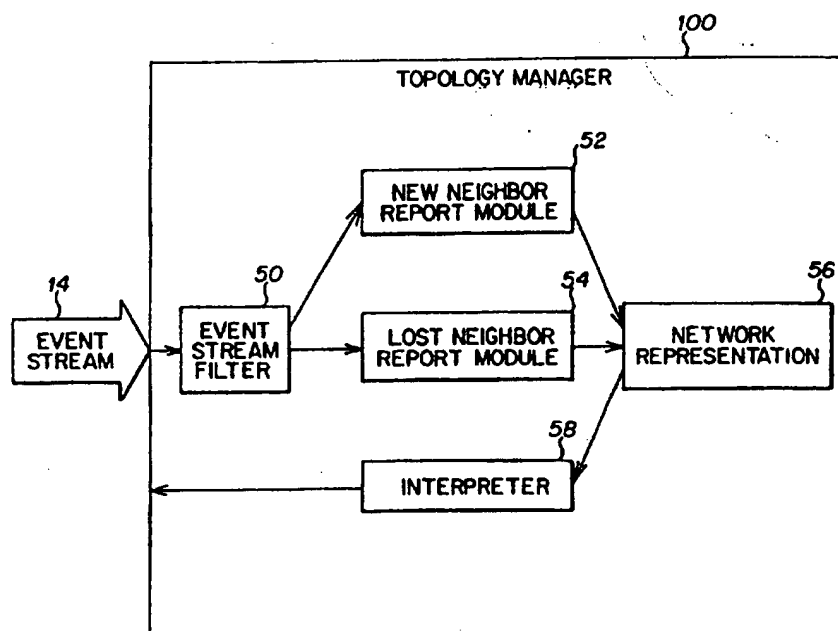 100
TOPOLOGY MANAGER
52
NEW NEIGHBOR
REPORT MODULE
14
EVENT
STREAM
50
EVENT
STREAM
FILTER
54
LOST NEIGHBOR
REPORT MODULE
56
NETWORK
REPRESENTATION
58
INTERPRETER